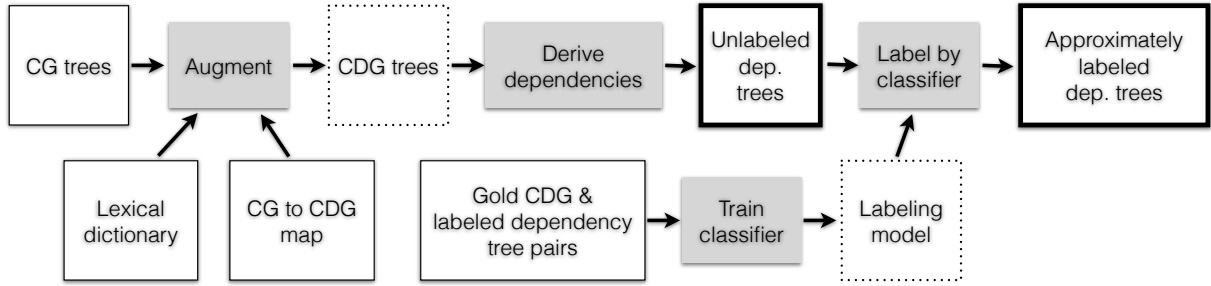 CG trees
Augment
CDG trees
Derive
dependencies
Unlabeled
dep.
trees
Label by
classifier
Approximately
labeled
dep. trees
Lexical
dictionary
CG to CDG
map
Gold CDG &
labeled dependency
tree pairs
Train
classifier
Labeling
model